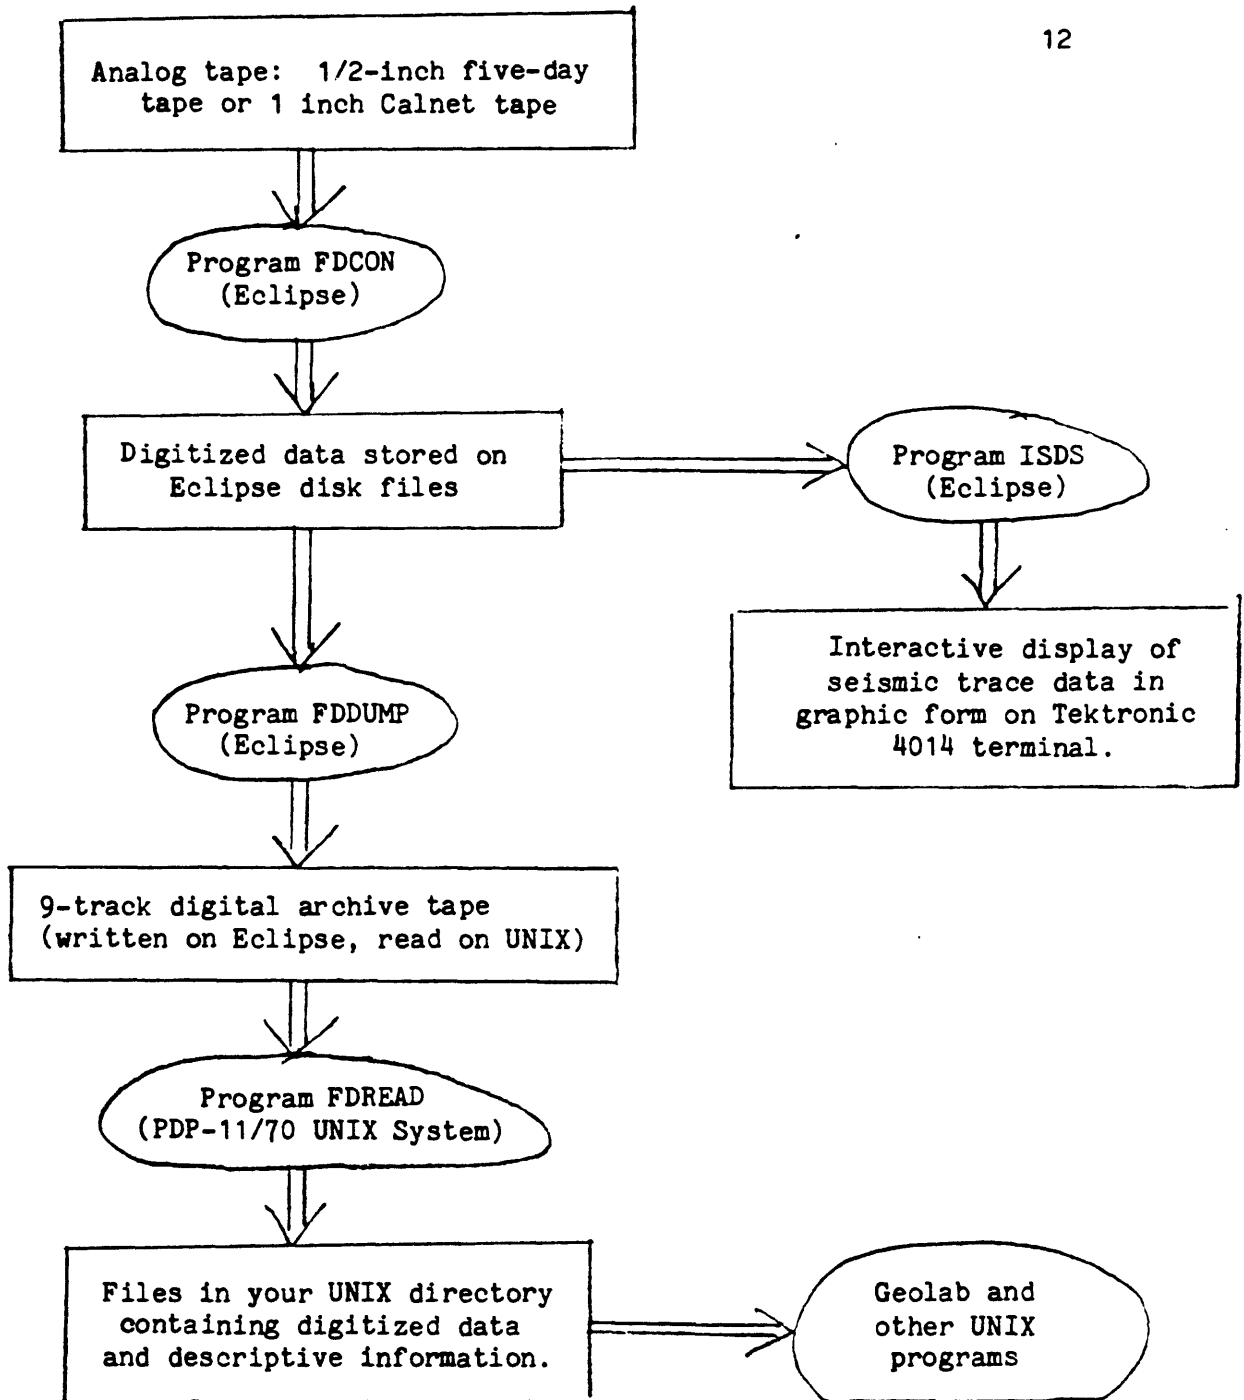 12
Analog tape: 1/2-inch five-day
tape or 1 inch Calnet tape
Program FDCON
(Eclipse)
Digitized data stored on
Eclipse disk files
Program ISDS
(Eclipse)
Interactive display of
seismic trace data in
graphic form on Tektronic
4014 terminal.
Program FDDUMP
(Eclipse)
9-track digital archive tape
(written on Eclipse, read on UNIX)
Program FDREAD
(PDP-11/70 UNIX System)
Files in your UNIX directory
containing digitized data
and descriptive information.
Geolab and
other UNIX
programs